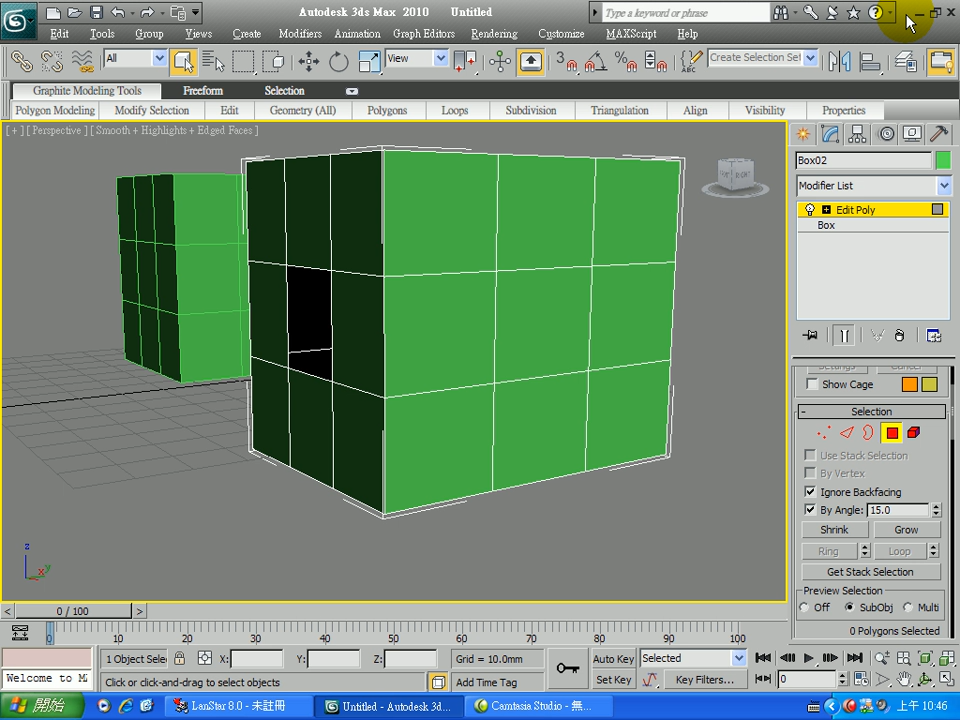 Autodesk 3ds Max 2010    Untitled
Type a keyword or phrase
Edit Tools Group Views Create Modifiers Animation Graph Editors Rendering Customize MAXScript Help
All
View
3
Create Selection Se
Graphite Modeling Tools Freeform Selection
Polygon Modeling Modify Selection Edit Geometry (All) Polygons Loops Subdivision Triangulation Align Visibility Properties
[ + ] [ Perspective ] [ Smooth + Highlights + Edged Faces ]
RIGHT
Box02
Modifier List
Edit Poly
Box
Settings Cancel
Show Cage
- Selection
Use Stack Selection
By Vertex
Ignore Backfacing
By Angle: 15.0
Shrink Grow
Ring Loop
Get Stack Selection
Preview Selection
Off SubObj Multi
0 Polygons Selected
z
x y
< 0 / 100 >
0 10 20 30 40 50 60 70 80 90 100
1 Object Selec X: Y: Z: Grid = 10.0mm Auto Key Selected
Welcome to M Click or click-and-drag to select objects Add Time Tag Set Key Key Filters... 0
開始 LanStar 8.0 - 未註冊 Untitled - Autodesk 3d... Camtasia Studio - 無... 上午 10:46